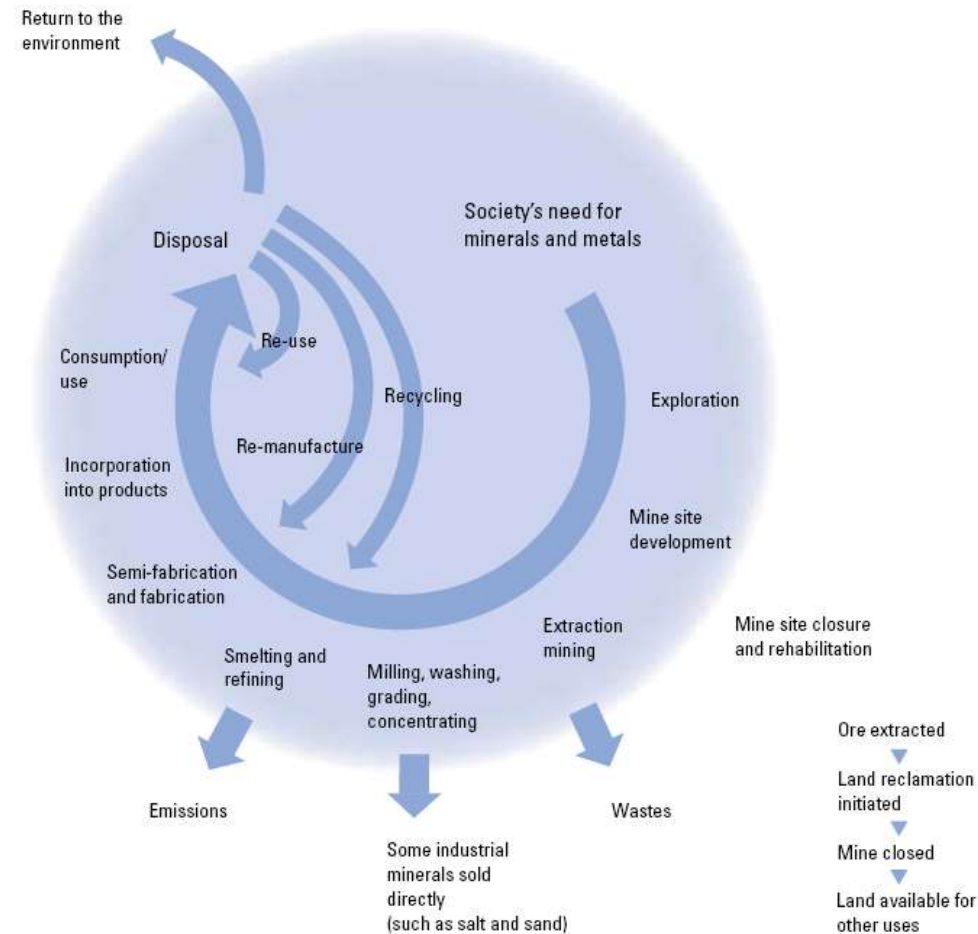 Return to the
environment
Society's need for
minerals and metals
Disposal
Re-use
Consumption/
use
Recycling
Exploration
Re-manufacture
Incorporation
into products
Mine site
development
Semi-fabrication
and fabrication
Extraction
mining
Mine site closure
and rehabilitation
Smelting and
refining
Milling, washing,
grading,
concentrating
Ore extracted
Land reclamation
initiated
Mine closed
Land available for
other uses
Emissions
Wastes
Some industrial
minerals sold
directly
(such as salt and sand)